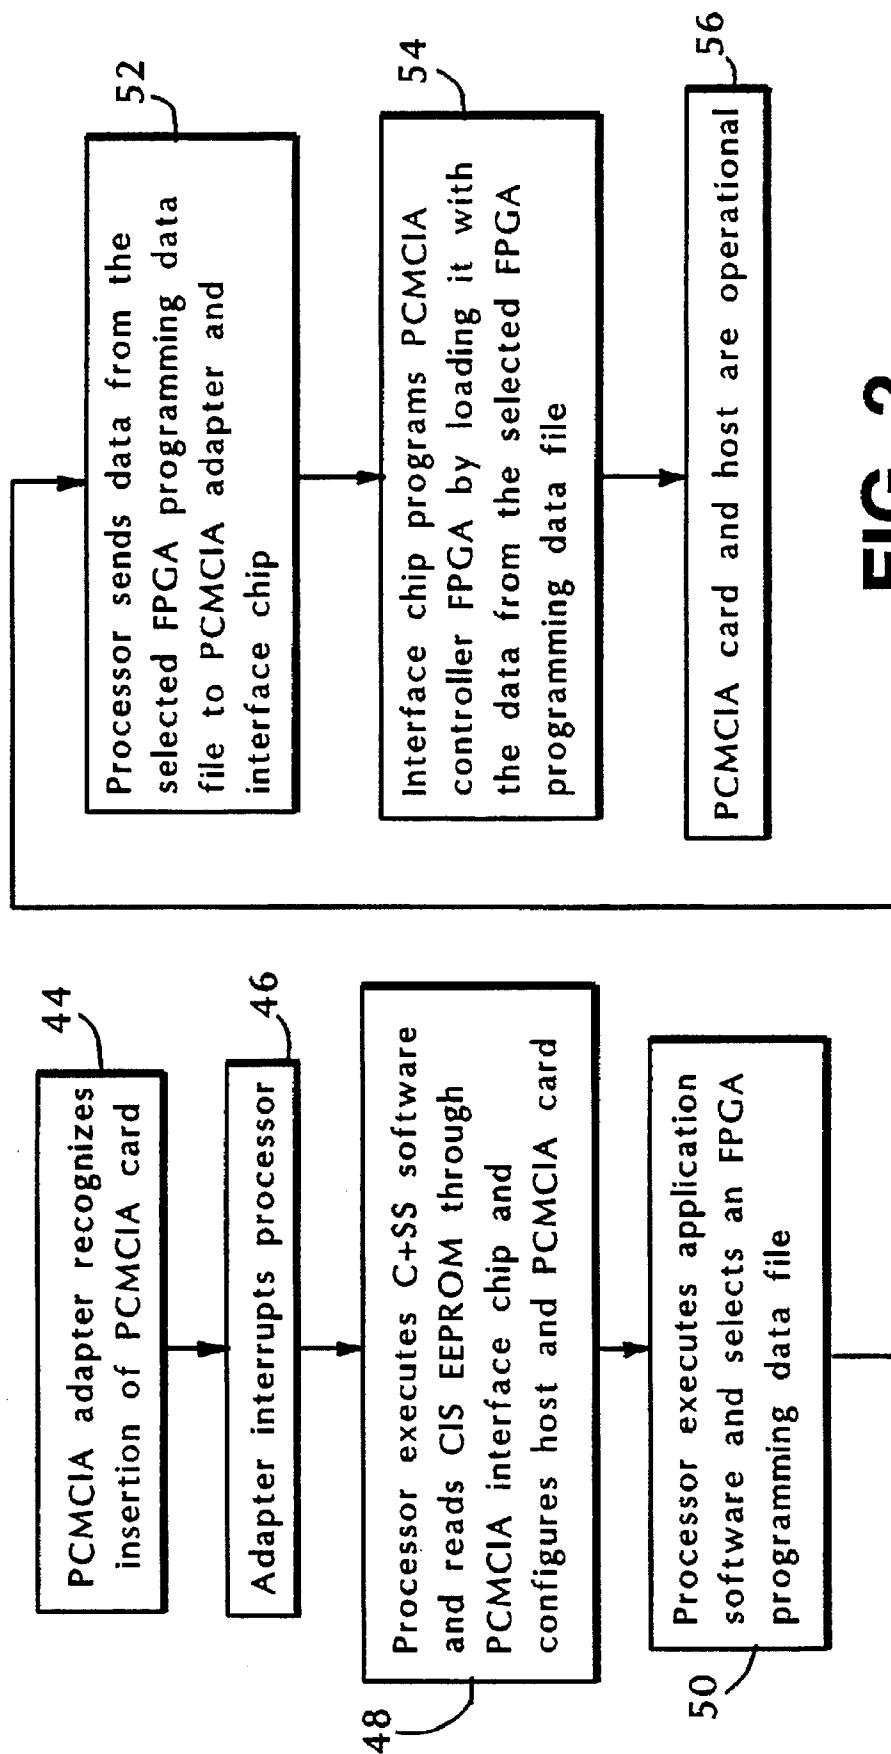 44
PCMCIA adapter recognizes
insertion of PCMCIA card
46
Adapter interrupts processor
48
Processor executes C+SS software
and reads CIS EEPROM through
PCMCIA interface chip and
configures host and PCMCIA card
50
Processor executes application
software and selects an FPGA
programming data file
52
Processor sends data from the
selected FPGA programming data
file to PCMCIA adapter and
interface chip
54
Interface chip programs PCMCIA
controller FPGA by loading it with
the data from the selected FPGA
programming data file
56
PCMCIA card and host are operational
FIG. 2